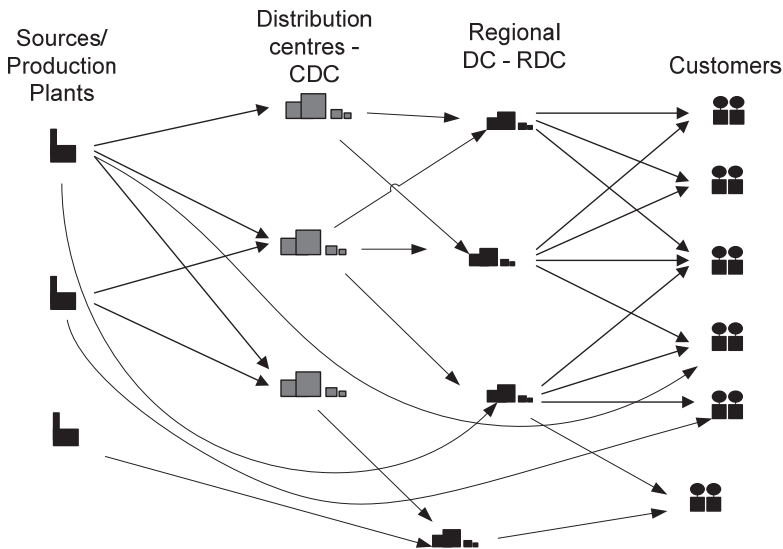 Sources/
Production
Plants
Distribution
centres -
CDC
Regional
DC - RDC
Customers